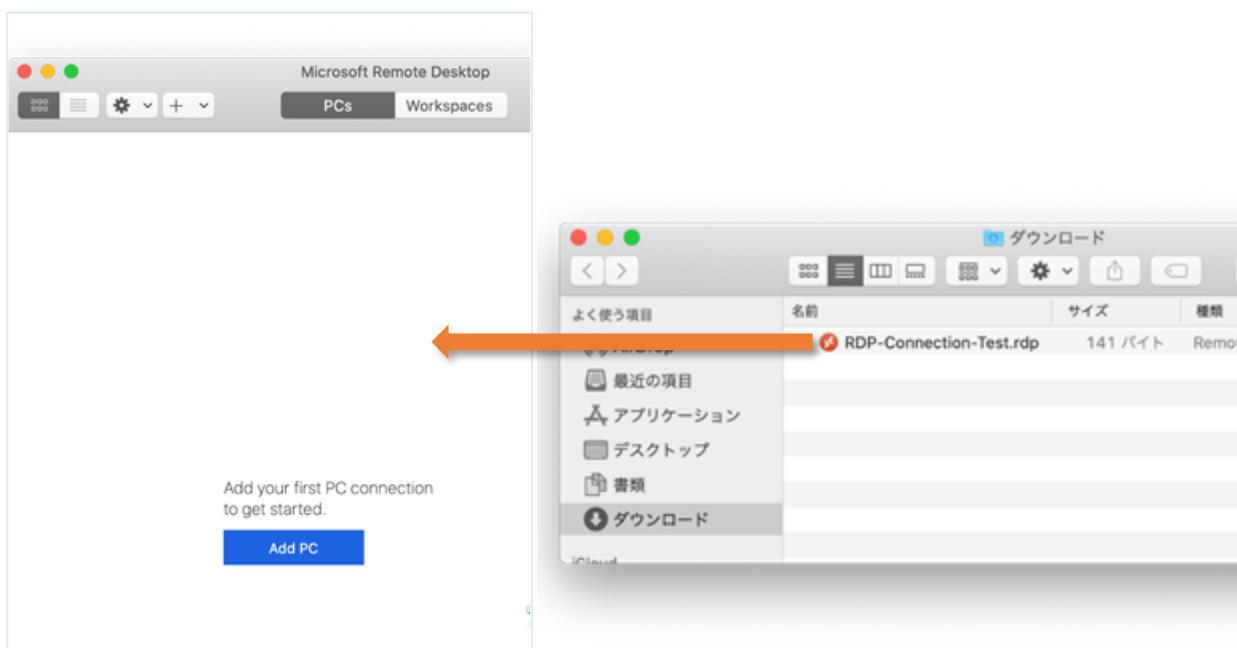 Microsoft Remote Desktop
PCs
Workspaces
Add your first PC connection
to get started.
Add PC
ダウンロード
よく使う項目
名前
サイズ
種類
AirDrop
RDP-Connection-Test.rdp
141 バイト
Remot
最近の項目
アプリケーション
デスクトップ
書類
ダウンロード
iCloud